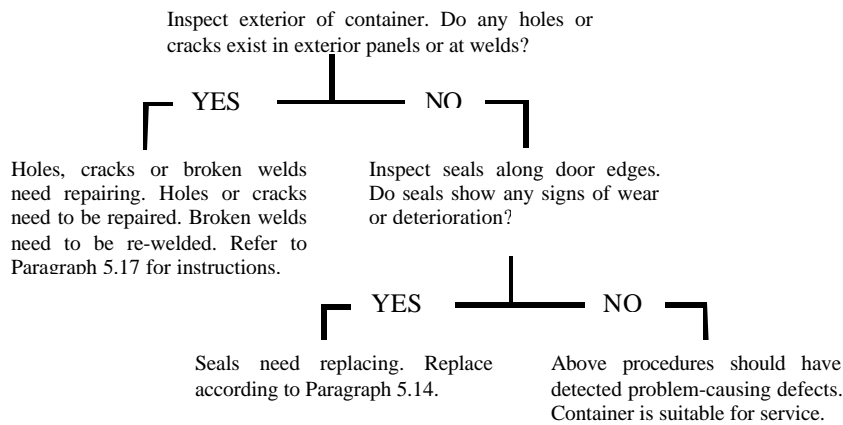 Inspect exterior of container. Do any holes or
cracks exist in exterior panels or at welds?
YES
NO
Holes, cracks or broken welds
need repairing. Holes or cracks
need to be repaired. Broken welds
need to be re-welded. Refer to
Paragraph 5.17 for instructions.
Inspect seals along door edges.
Do seals show any signs of wear
or deterioration?
YES
NO
Seals need replacing. Replace
according to Paragraph 5.14.
Above procedures should have
detected problem-causing defects.
Container is suitable for service.